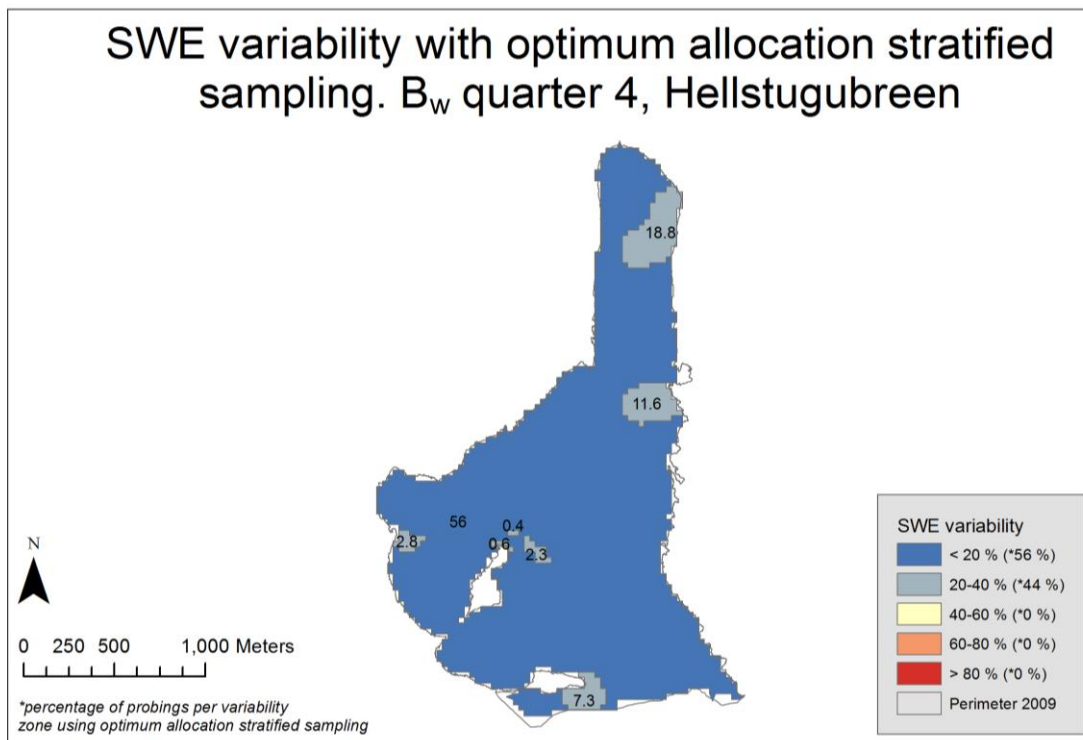 SWE variability with optimum allocation stratified
sampling. Bw quarter 4, Hellstugubreen
18.8
11.6
56
0.4
2.8
0.6
2.3
7.3
N
0 250 500 1,000 Meters
*percentage of probings per variability
zone using optimum allocation stratified sampling
SWE variability
< 20 % (*56 %)
20-40 % (*44 %)
40-60 % (*0 %)
60-80 % (*0 %)
> 80 % (*0 %)
Perimeter 2009